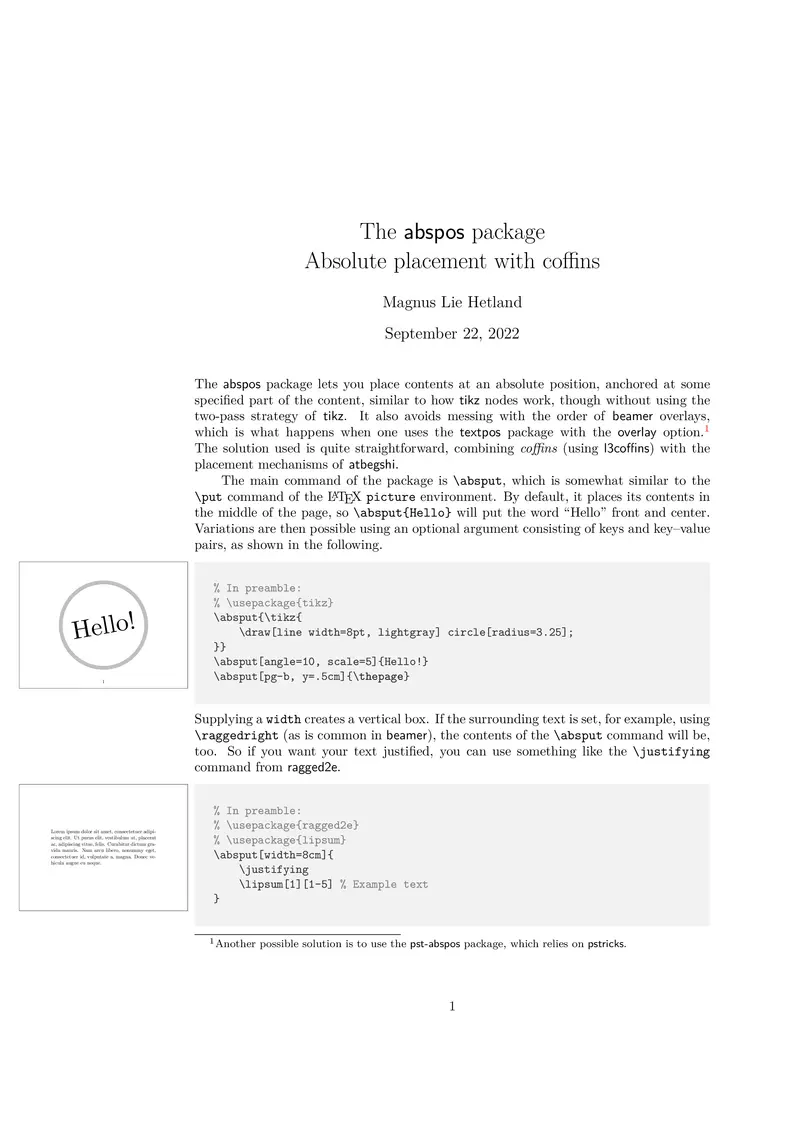 The abspos package
Absolute placement with coffins
Magnus Lie Hetland
September 22, 2022
The abspos package lets you place contents at an absolute position, anchored at some
specified part of the content, similar to how tikz nodes work, though without using the
two-pass strategy of tikz. It also avoids messing with the order of beamer overlays,
which is what happens when one uses the textpos package with the overlay option.1
The solution used is quite straightforward, combining coffins (using l3coffins) with the
placement mechanisms of atbegshi.
The main command of the package is \absput, which is somewhat similar to the
\put command of the LATEX picture environment. By default, it places its contents in
the middle of the page, so \absput{Hello} will put the word “Hello” front and center.
Variations are then possible using an optional argument consisting of keys and key–value
pairs, as shown in the following.
Hello!
1
% In preamble:
% \usepackage{tikz}
\absput{\tikz{
\draw[line width=8pt, lightgray] circle[radius=3.25];
}}
\absput[angle=10, scale=5]{Hello!}
\absput[pg-b, y=.5cm]{\thepage}
Supplying a width creates a vertical box. If the surrounding text is set, for example, using
\raggedright (as is common in beamer), the contents of the \absput command will be,
too. So if you want your text justified, you can use something like the \justifying
command from ragged2e.
Lorem ipsum dolor sit amet, consectetuer adipi-
scing elit. Ut purus elit, vestibulum ut, placerat
ac, adipiscing vitae, felis. Curabitur dictum gra-
vida mauris. Nam arcu libero, nonummy eget,
consectetuer id, vulputate a, magna. Donec ve-
hicula augue eu neque.
% In preamble:
% \usepackage{ragged2e}
% \usepackage{lipsum}
\absput[width=8cm]{
\justifying
\lipsum[1][1-5] % Example text
}
1Another possible solution is to use the pst-abspos package, which relies on pstricks.
1